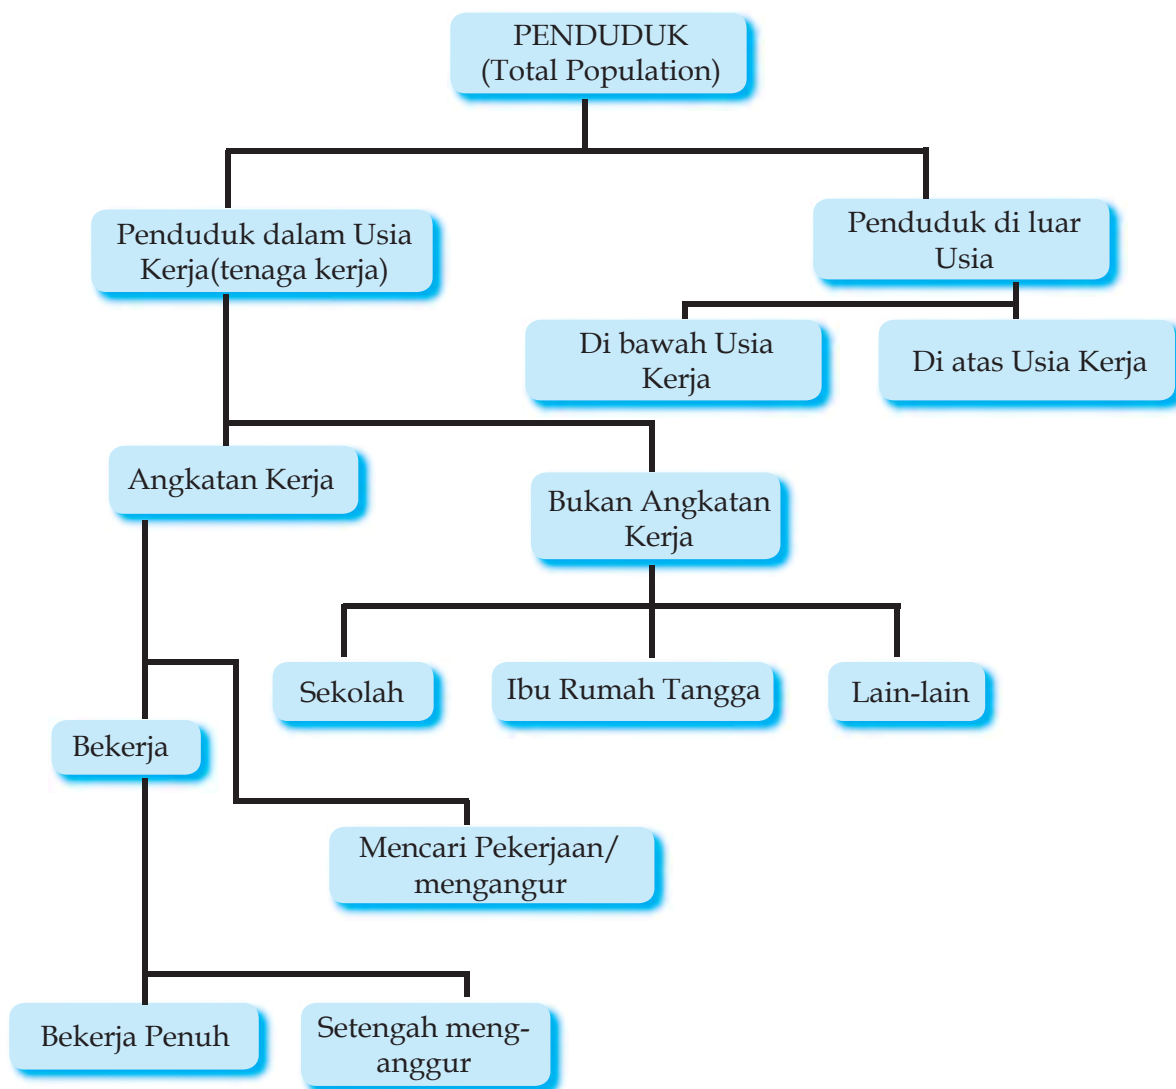 PENDUDUK
(Total Population)
Penduduk dalam Usia
Kerja(tenaga kerja)
Penduduk di luar
Usia
Di bawah Usia
Kerja
Di atas Usia Kerja
Angkatan Kerja
Bukan Angkatan
Kerja
Sekolah
Ibu Rumah Tangga
Lain-lain
Bekerja
Mencari Pekerjaan/
mengangur
Bekerja Penuh
Setengah meng-
anggur